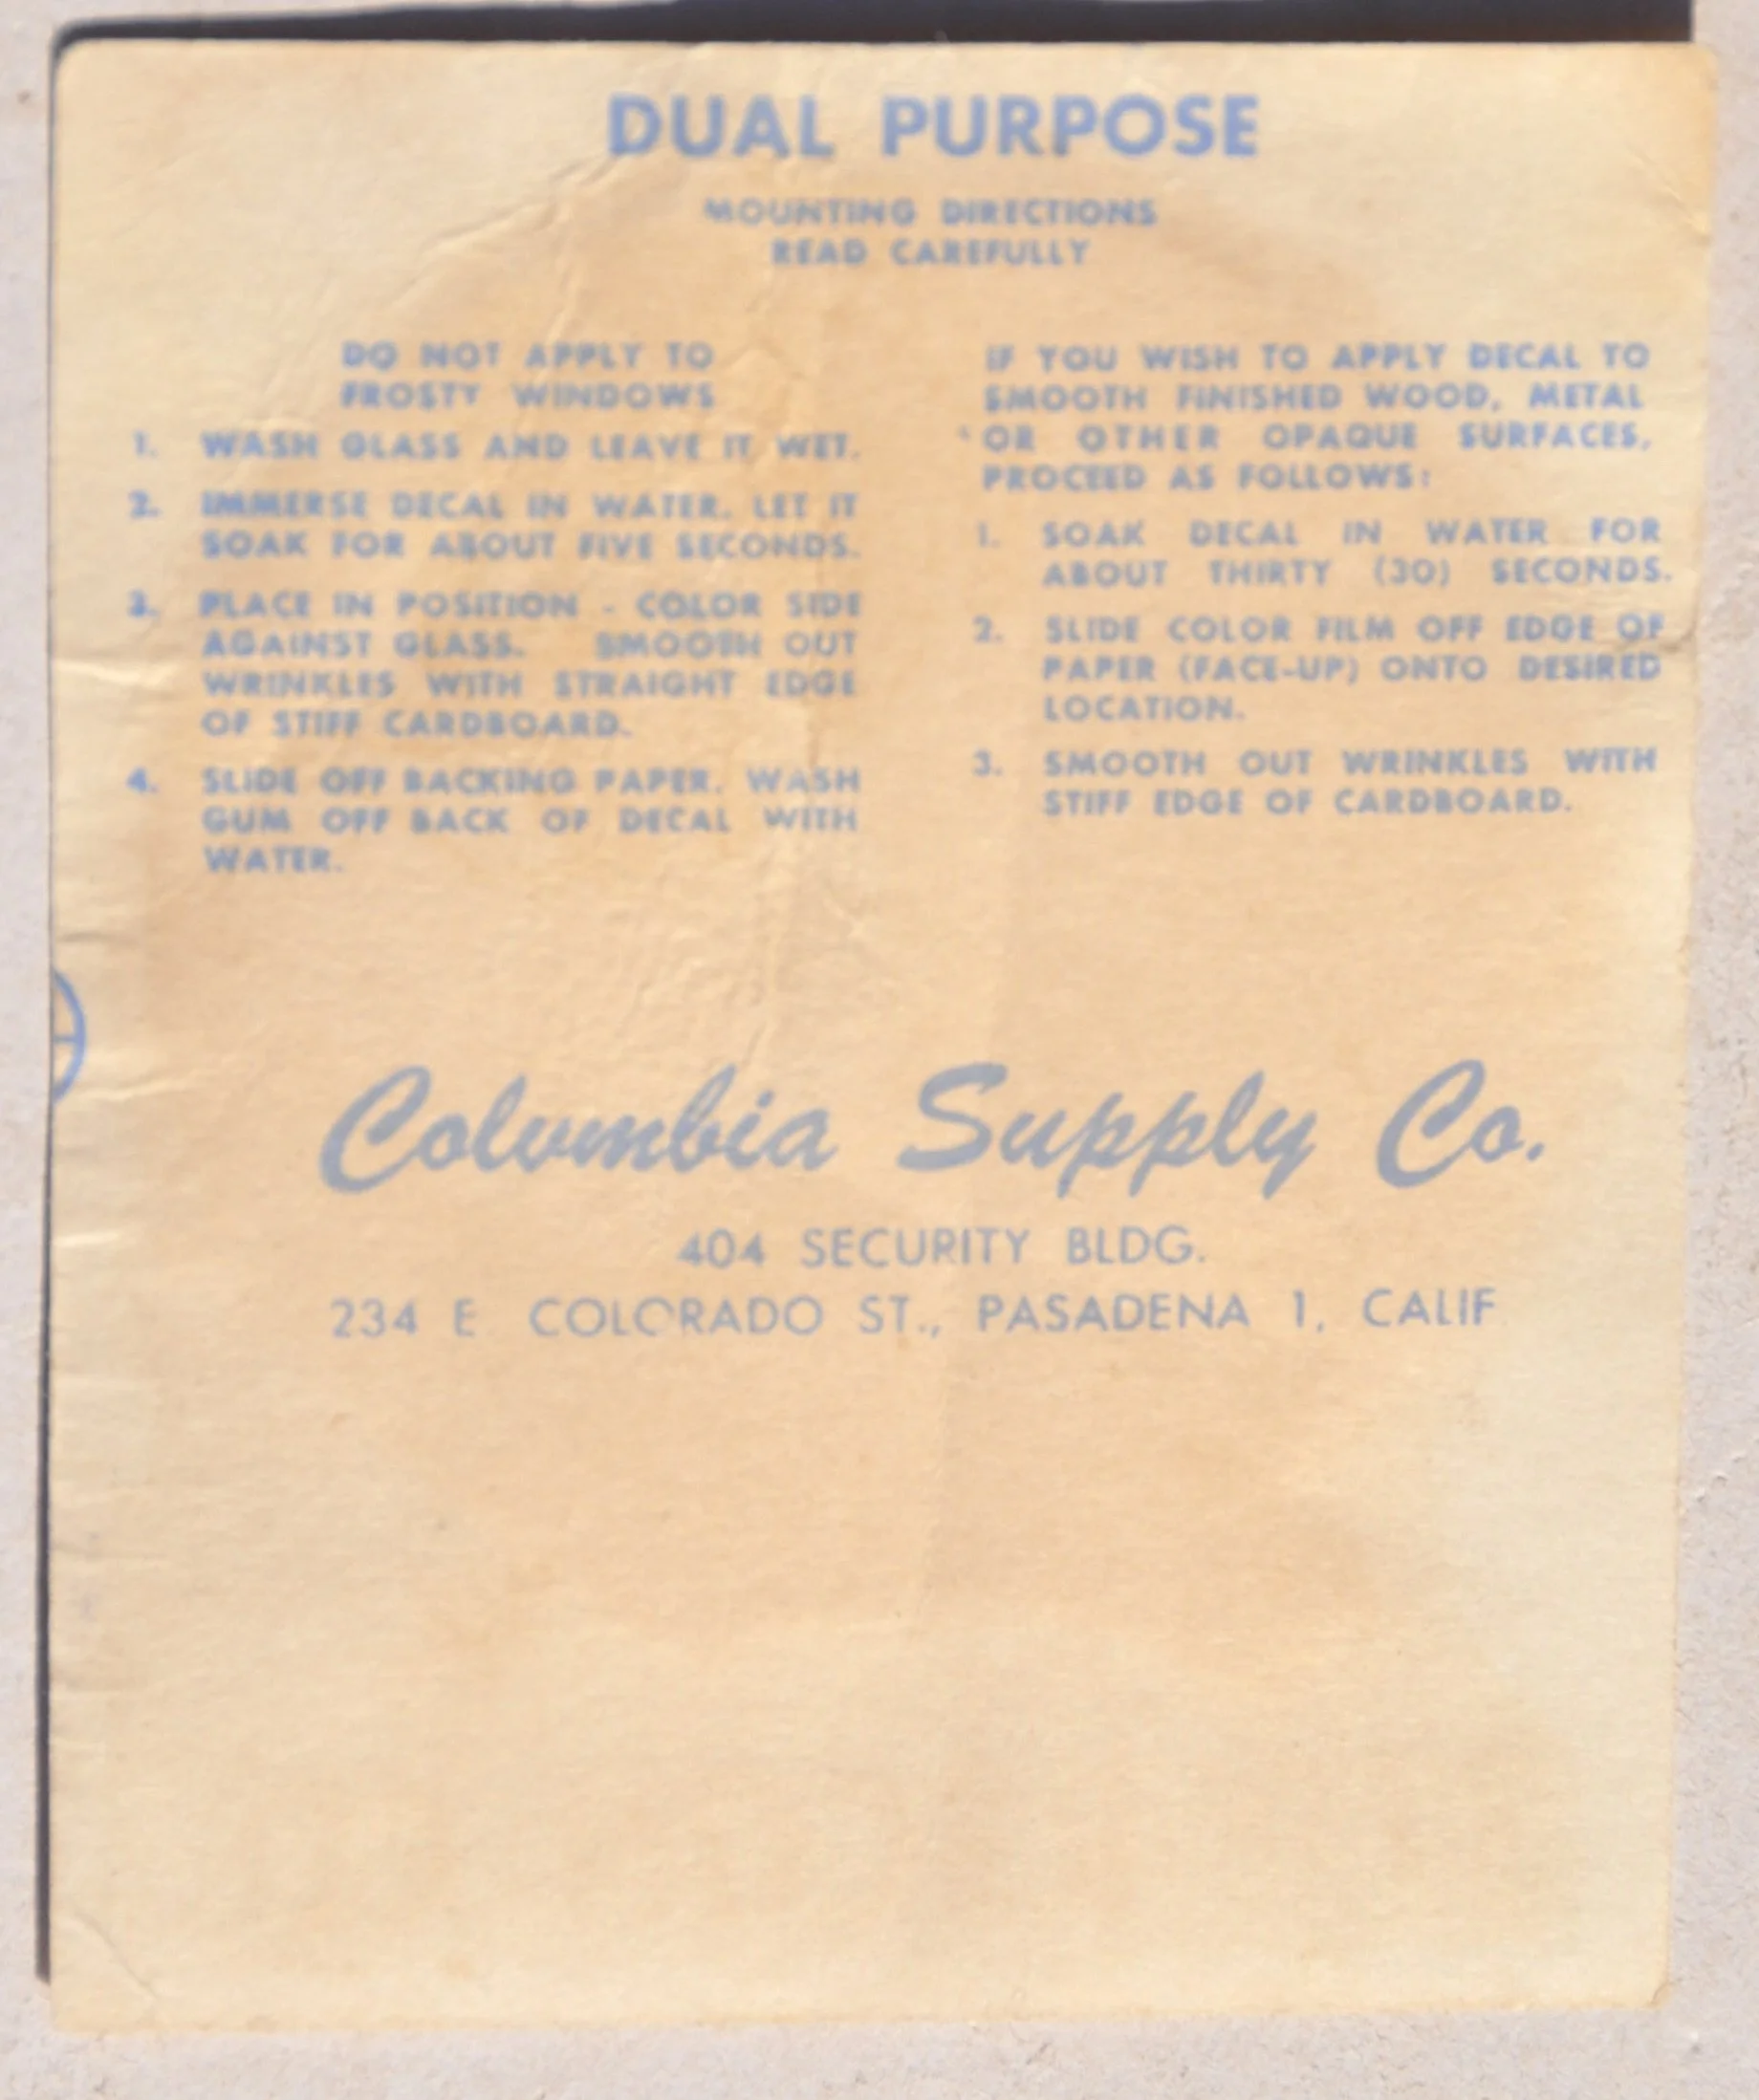 DUAL PURPOSE
MOUNTING DIRECTIONS
READ CAREFULLY
DO NOT APPLY TO
FROSTY WINDOWS
1. WASH GLASS AND LEAVE IT WET.
2. IMMERSE DECAL IN WATER. LET IT
SOAK FOR ABOUT FIVE SECONDS.
3. PLACE IN POSITION - COLOR SIDE
AGAINST GLASS. SMOOTH OUT
WRINKLES WITH STRAIGHT EDGE
OF STIFF CARDBOARD.
4. SLIDE OFF BACKING PAPER. WASH
GUM OFF BACK OF DECAL WITH
WATER.
IF YOU WISH TO APPLY DECAL TO
SMOOTH FINISHED WOOD, METAL
OR OTHER OPAQUE SURFACES,
PROCEED AS FOLLOWS:
1. SOAK DECAL IN WATER FOR
ABOUT THIRTY (30) SECONDS.
2. SLIDE COLOR FILM OFF EDGE OF
PAPER (FACE-UP) ONTO DESIRED
LOCATION.
3. SMOOTH OUT WRINKLES WITH
STIFF EDGE OF CARDBOARD.
Columbia Supply Co.
404 SECURITY BLDG.
234 E COLORADO ST., PASADENA 1, CALIF